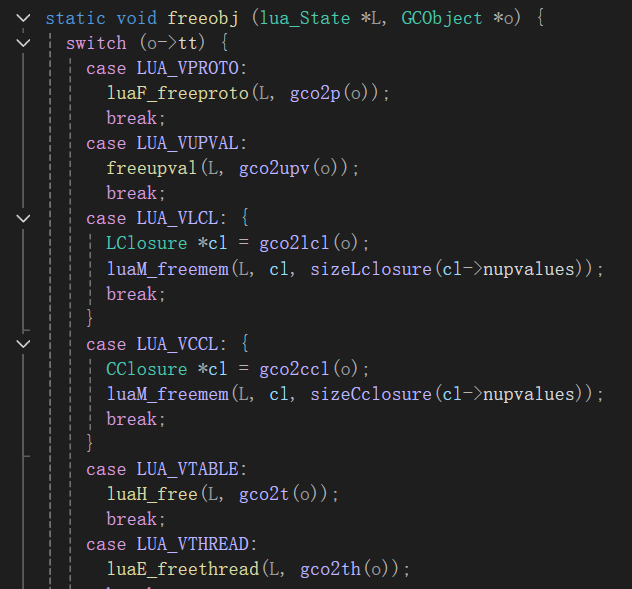 static void freeobj (lua_State *L, GCObject *o) {
  switch (o->tt) {
    case LUA_VPROTO:
      luaF_freeproto(L, gco2p(o));
      break;
    case LUA_VUPVAL:
      freeupval(L, gco2upv(o));
      break;
    case LUA_VLCL: {
      LClosure *cl = gco2lcl(o);
      luaM_freemem(L, cl, sizeLclosure(cl->nupvalues));
      break;
    }
    case LUA_VCCL: {
      CClosure *cl = gco2ccl(o);
      luaM_freemem(L, cl, sizeCclosure(cl->nupvalues));
      break;
    }
    case LUA_VTABLE:
      luaH_free(L, gco2t(o));
      break;
    case LUA_VTHREAD:
      luaE_freethread(L, gco2th(o));